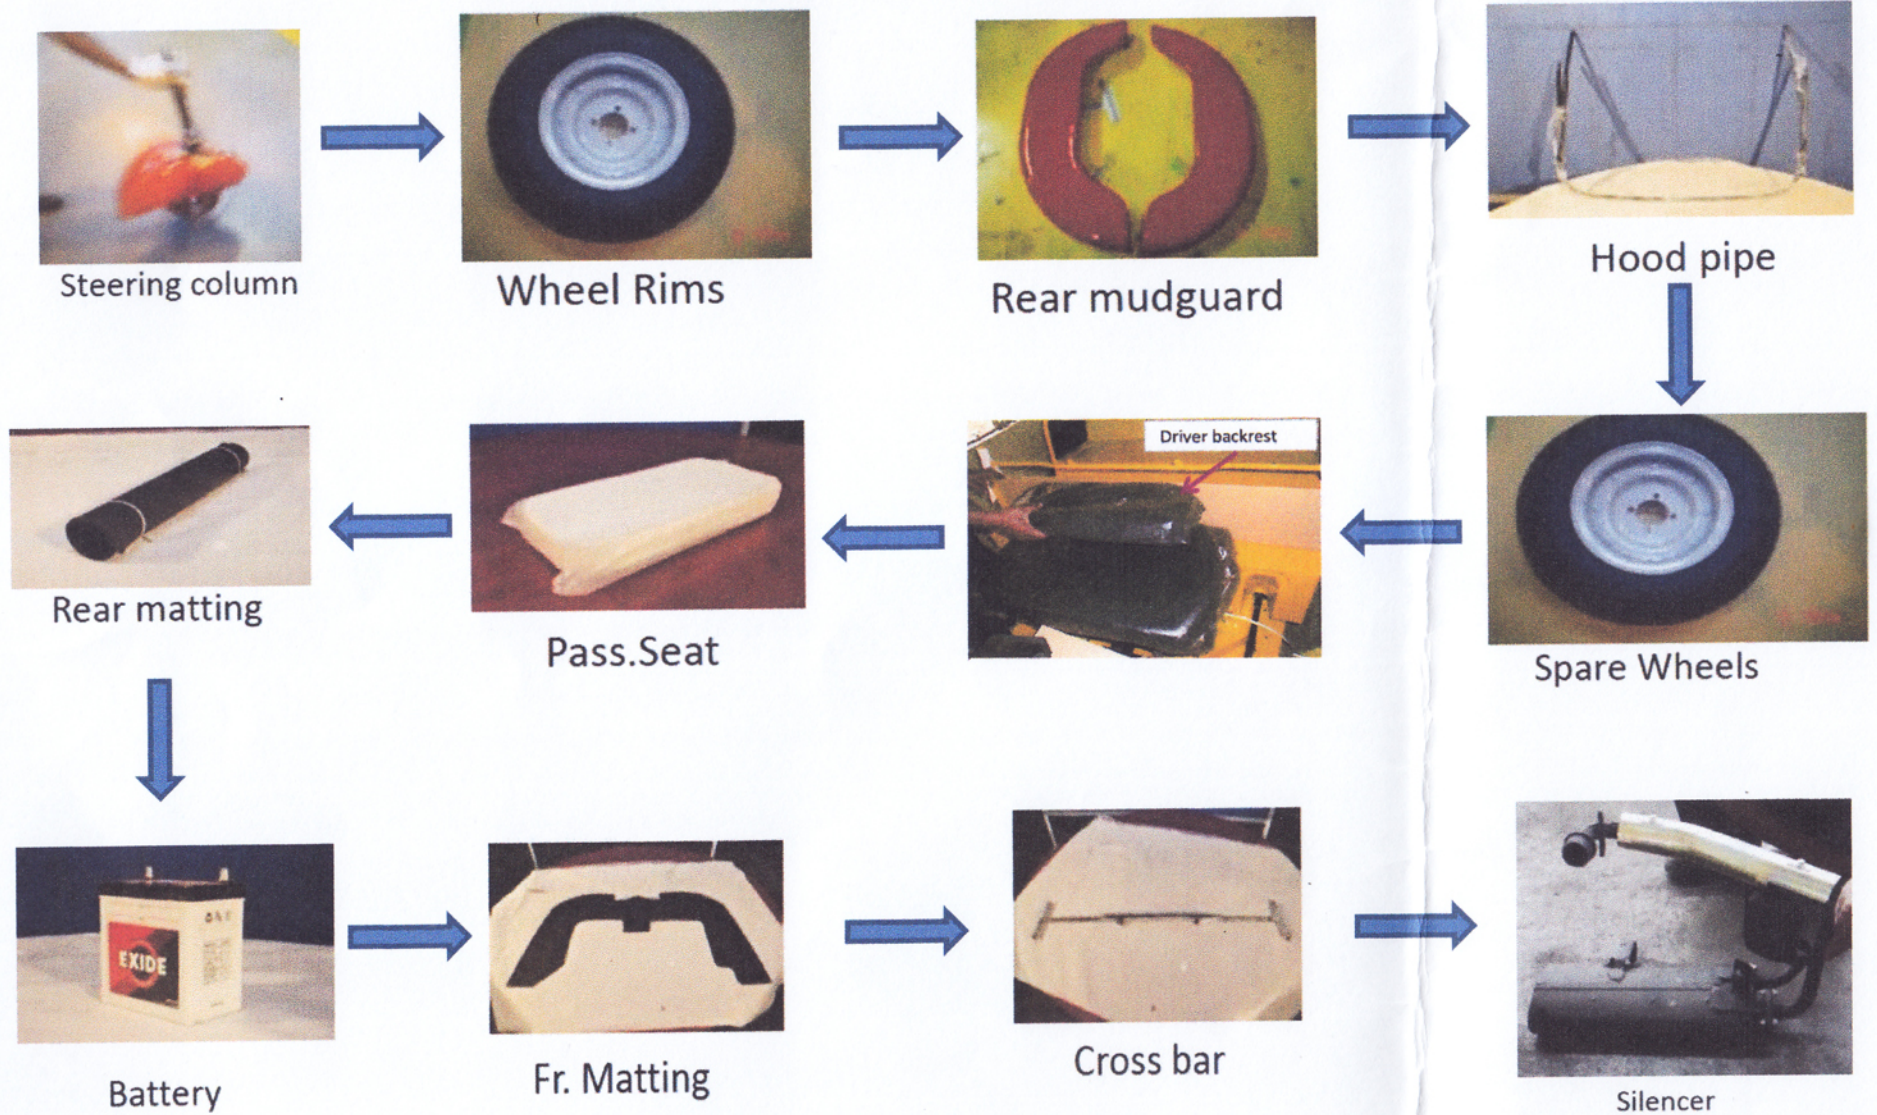 Steering column
Wheel Rims
Rear mudguard
Hood pipe
Driver backrest
Spare Wheels
Pass.Seat
Rear matting
EXIDE
Battery
Fr. Matting
Cross bar
Silencer